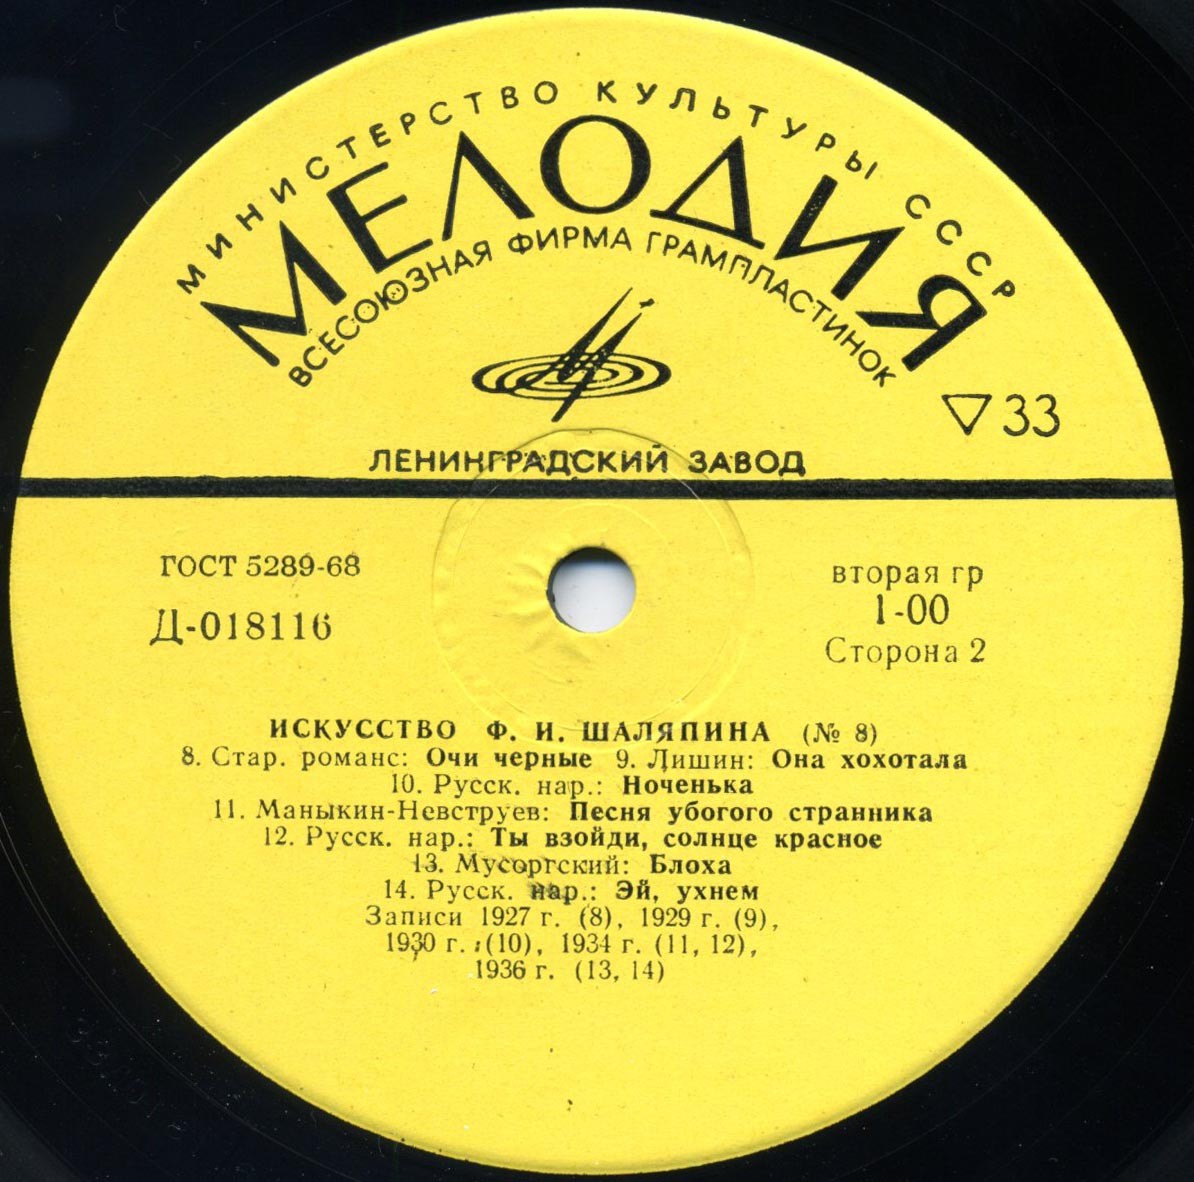 МИНИСТЕРСТВО КУЛЬТУРЫ СССР
МЕЛОДИЯ
ВСЕСОЮЗНАЯ ФИРМА ГРАМПЛАСТИНОК
▽33
ЛЕНИНГРАДСКИЙ ЗАВОД
ГОСТ 5289-68
Д-018116
вторая гр
1-00
Сторона 2
ИСКУССТВО Ф. И. ШАЛЯПИНА (№ 8)
8. Стар. романс: Очи черные 9. Лишин: Она хохотала
10. Русск. нар.: Ноченька
11. Маныкин-Невструев: Песня убогого странника
12. Русск. нар.: Ты взойди, солнце красное
13. Мусоргский: Блоха
14. Русск. нар.: Эй, ухнем
Записи 1927 г. (8), 1929 г. (9),
1930 г. (10), 1934 г. (11, 12),
1936 г. (13, 14)